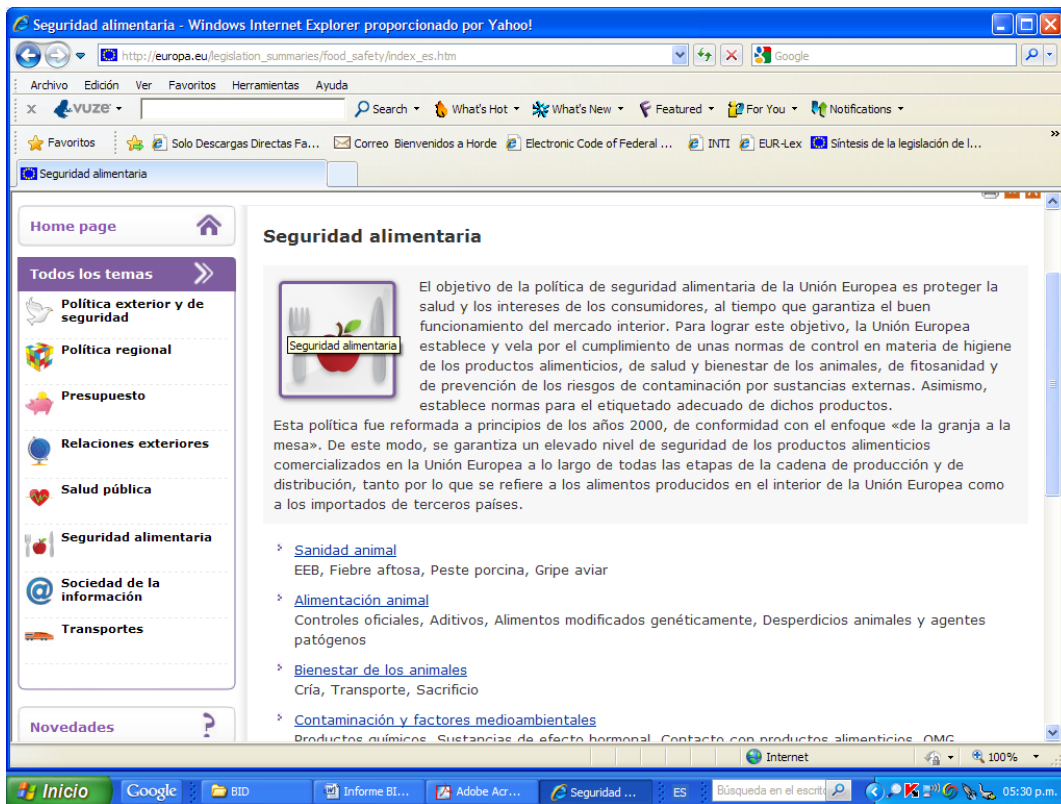 Seguridad alimentaria - Windows Internet Explorer proporcionado por Yahoo!
http://europa.eu/legislation_summaries/food_safety/index_es.htm
Google
Archivo Edición Ver Favoritos Herramientas Ayuda
x vuze Search What's Hot What's New Featured For You Notifications
Favoritos Solo Descargas Directas Fa... Correo Bienvenidos a Horde Electronic Code of Federal ... INTI EUR-Lex Síntesis de la legislación de l... »
Seguridad alimentaria
Home page
Todos los temas
Política exterior y de
seguridad
Política regional
Presupuesto
Relaciones exteriores
Salud pública
Seguridad alimentaria
Sociedad de la
información
Transportes
Novedades ?
Seguridad alimentaria
Seguridad alimentaria
El objetivo de la política de seguridad alimentaria de la Unión Europea es proteger la
salud y los intereses de los consumidores, al tiempo que garantiza el buen
funcionamiento del mercado interior. Para lograr este objetivo, la Unión Europea
establece y vela por el cumplimiento de unas normas de control en materia de higiene
de los productos alimenticios, de salud y bienestar de los animales, de fitosanidad y
de prevención de los riesgos de contaminación por sustancias externas. Asimismo,
establece normas para el etiquetado adecuado de dichos productos.
Esta política fue reformada a principios de los años 2000, de conformidad con el enfoque «de la granja a la
mesa». De este modo, se garantiza un elevado nivel de seguridad de los productos alimenticios
comercializados en la Unión Europea a lo largo de todas las etapas de la cadena de producción y de
distribución, tanto por lo que se refiere a los alimentos producidos en el interior de la Unión Europea como
a los importados de terceros países.
Sanidad animal
EEB, Fiebre aftosa, Peste porcina, Gripe aviar
Alimentación animal
Controles oficiales, Aditivos, Alimentos modificados genéticamente, Desperdicios animales y agentes
patógenos
Bienestar de los animales
Cría, Transporte, Sacrificio
Contaminación y factores medioambientales
Productos químicos, Sustancias de efecto hormonal, Contacto con productos alimenticios, OMG
Internet 100%
Inicio Google BID Informe BI... Adobe Acr... Seguridad ... ES Búsqueda en el escrito 05:30 p.m.